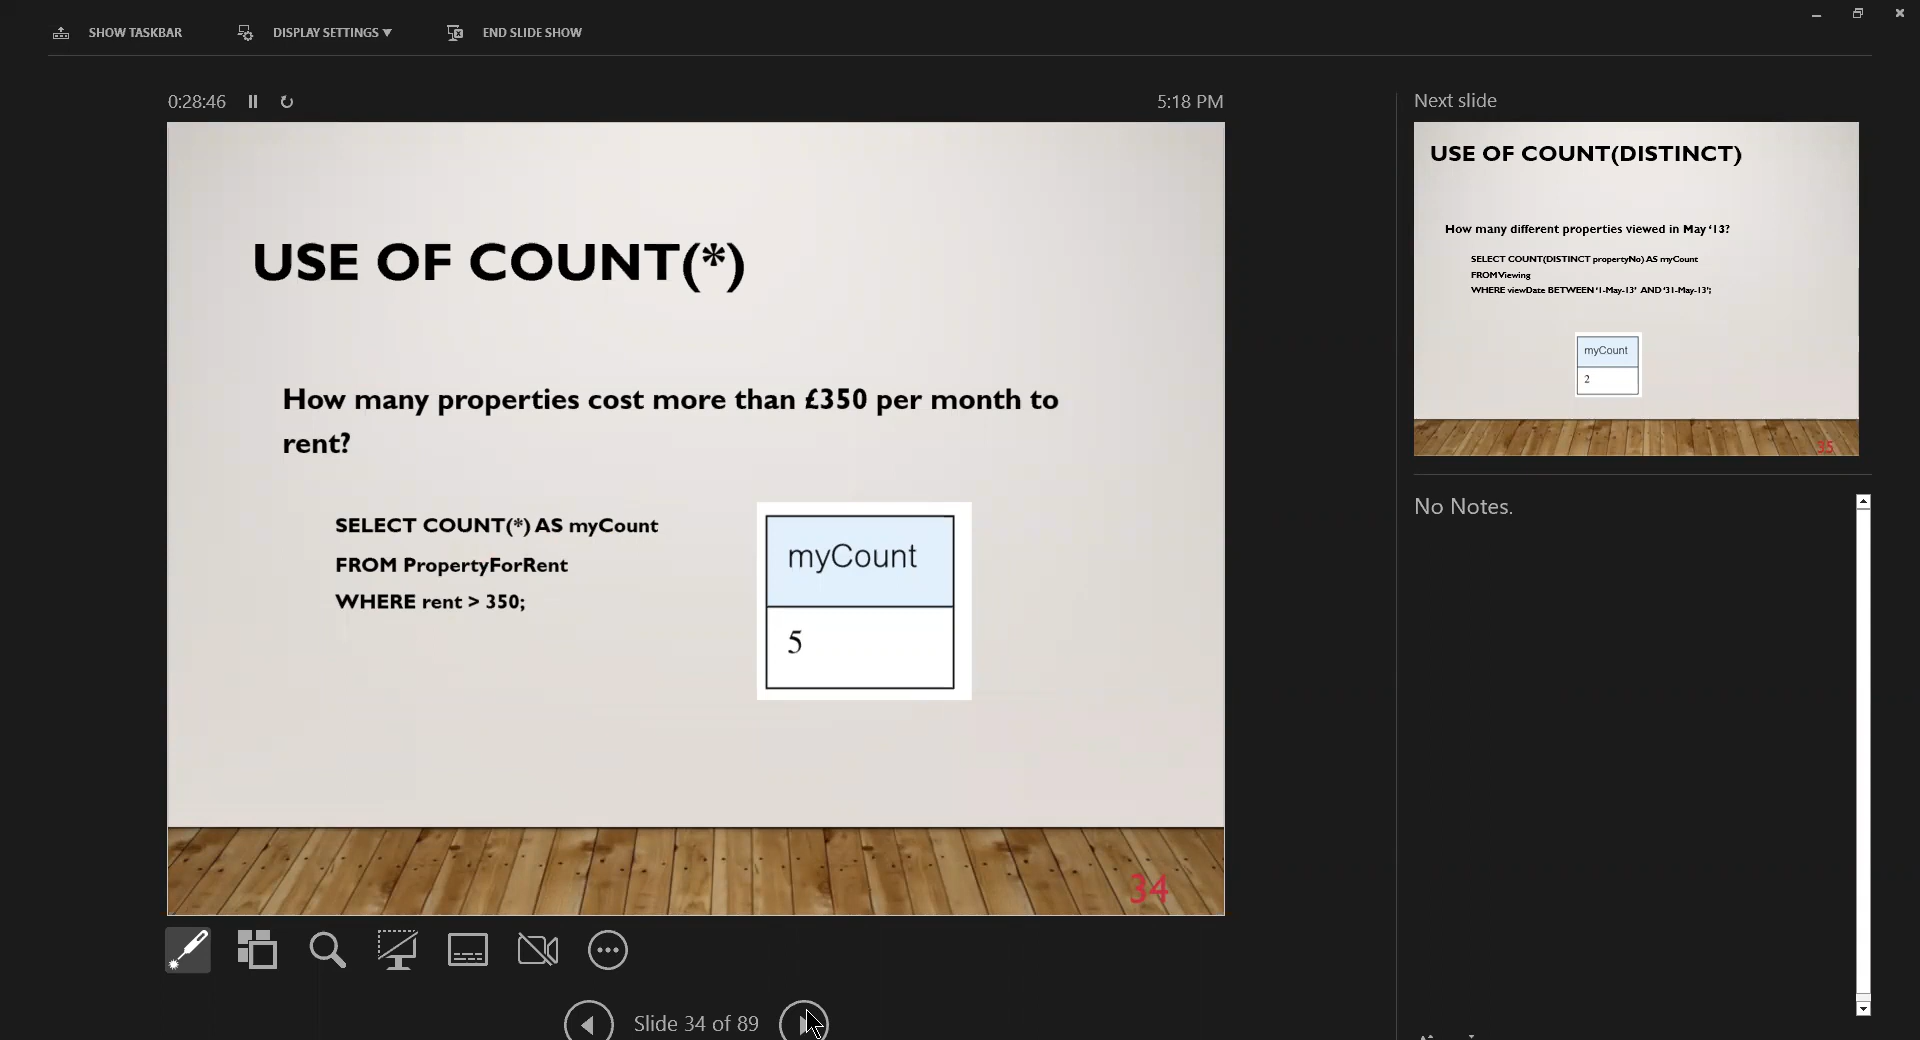 SHOW TASKBAR
DISPLAY SETTINGS ▼
END SLIDE SHOW
0:28:46
5:18 PM
USE OF COUNT(*)
How many properties cost more than £350 per month to
rent?
SELECT COUNT(*) AS myCount
FROM PropertyForRent
WHERE rent > 350;
myCount
5
34
Slide 34 of 89
Next slide
USE OF COUNT(DISTINCT)
How many different properties viewed in May ‘13?
SELECT COUNT(DISTINCT propertyNo) AS myCount
FROM Viewing
WHERE viewDate BETWEEN ‘1-May-13’ AND ‘31-May-13’;
myCount
2
35
No Notes.